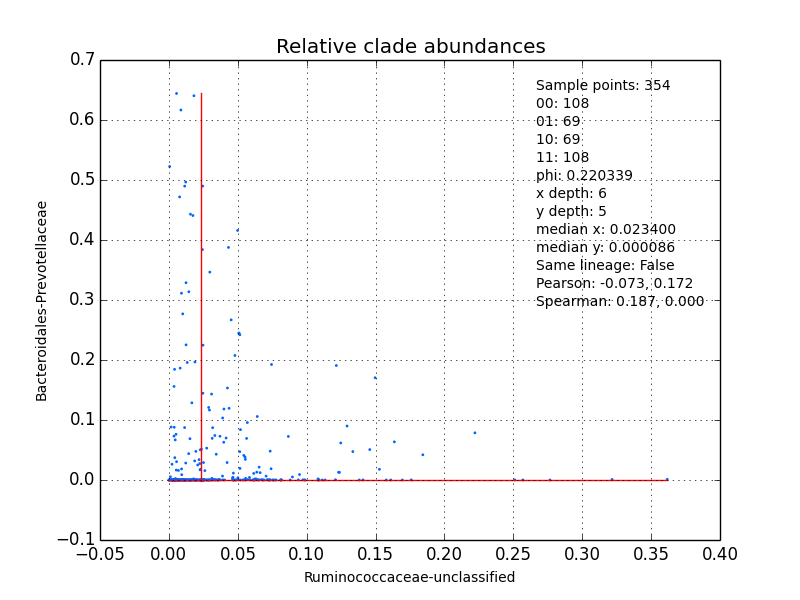 Relative clade abundances
Sample points: 354
00: 108
01: 69
10: 69
11: 108
phi: 0.220339
x depth: 6
y depth: 5
median x: 0.023400
median y: 0.000086
Same lineage: False
Pearson: -0.073, 0.172
Spearman: 0.187, 0.000
Bacteroidales-Prevotellaceae
0.7
0.6
0.5
0.4
0.3
0.2
0.1
0.0
−0.1
−0.05 0.00 0.05 0.10 0.15 0.20 0.25 0.30 0.35 0.40
Ruminococcaceae-unclassified